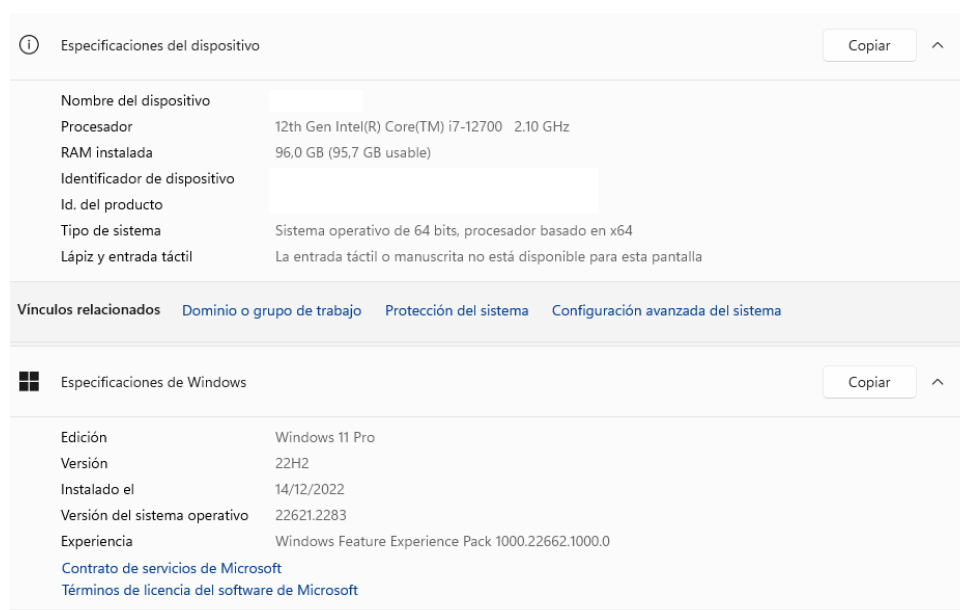 Especificaciones del dispositivo Copiar
Nombre del dispositivo
Procesador 12th Gen Intel(R) Core(TM) i7-12700 2.10 GHz
RAM instalada 96,0 GB (95,7 GB usable)
Identificador de dispositivo
Id. del producto
Tipo de sistema Sistema operativo de 64 bits, procesador basado en x64
Lápiz y entrada táctil La entrada táctil o manuscrita no está disponible para esta pantalla
Vínculos relacionados Dominio o grupo de trabajo Protección del sistema Configuración avanzada del sistema
Especificaciones de Windows Copiar
Edición Windows 11 Pro
Versión 22H2
Instalado el 14/12/2022
Versión del sistema operativo 22621.2283
Experiencia Windows Feature Experience Pack 1000.22662.1000.0
Contrato de servicios de Microsoft
Términos de licencia del software de Microsoft